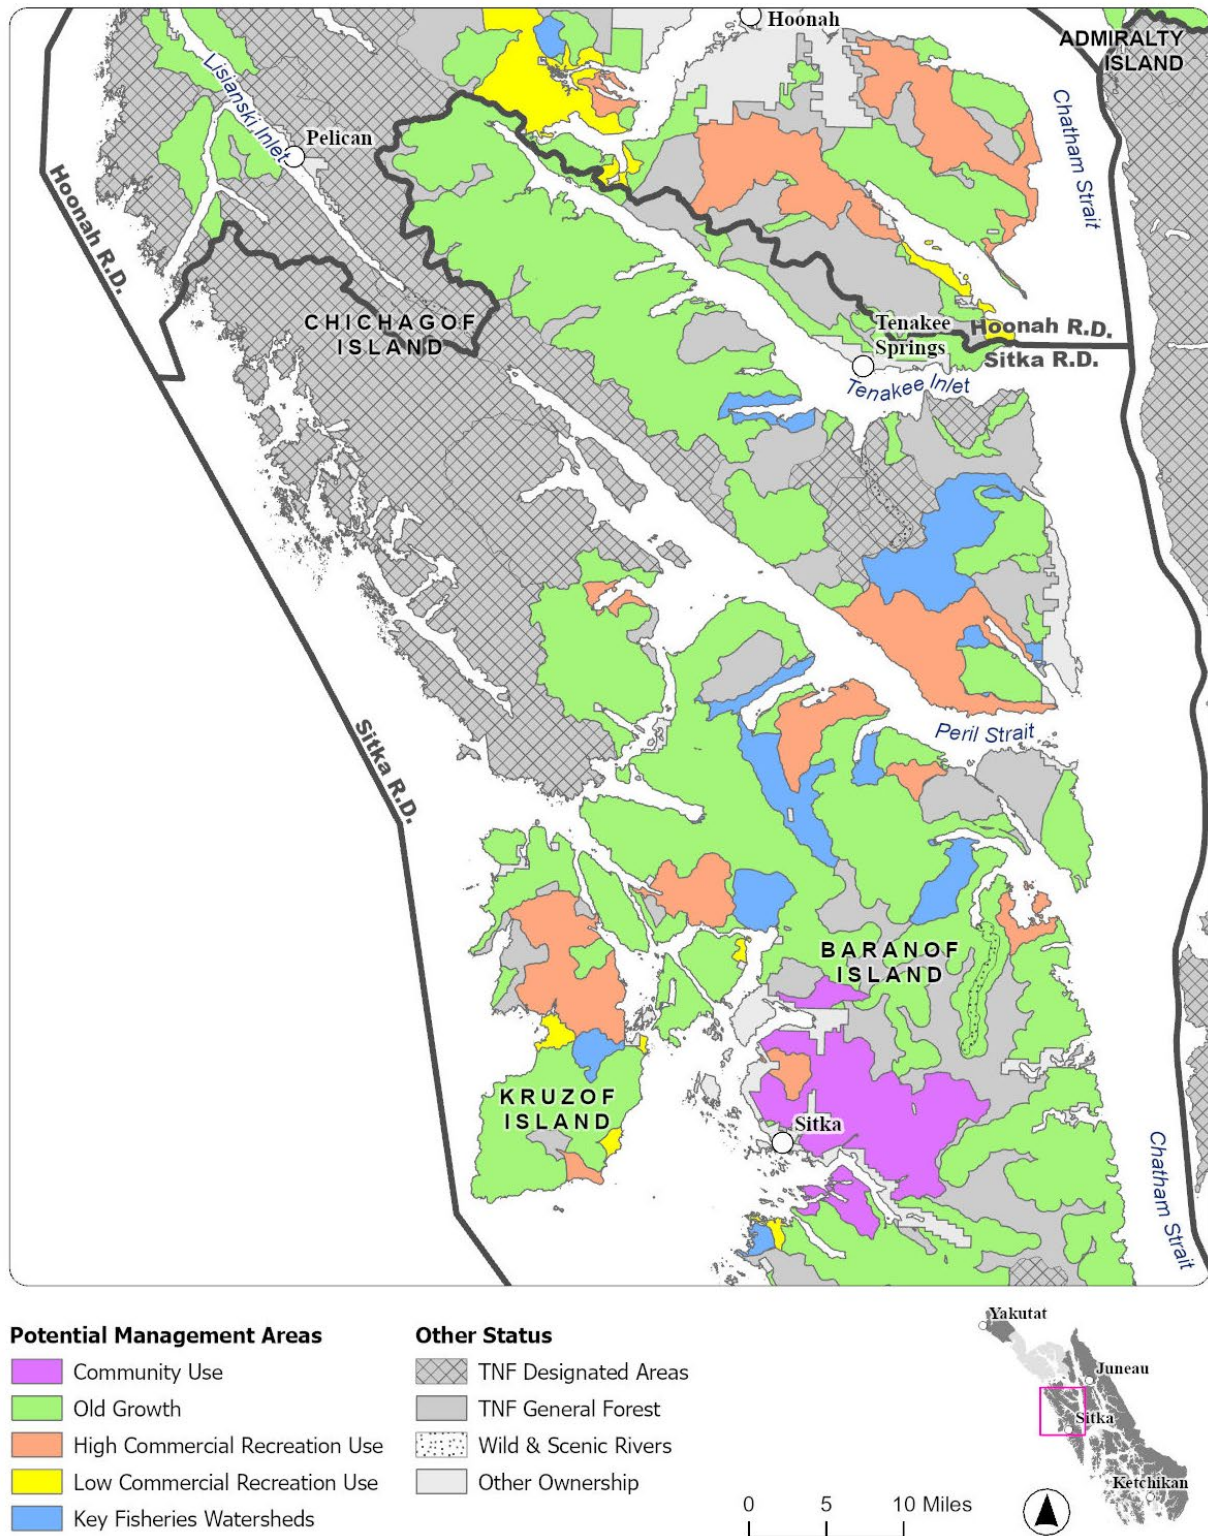 Hoonah
ADMIRALTY
ISLAND
Lisianski Inlet
Pelican
Chatham Strait
Hoonah R.D.
CHICHAGOF
ISLAND
Tenakee
Springs
Hoonah R.D.
Sitka R.D.
Tenakee Inlet
Peril Strait
Sitka R.D.
BARANOF
ISLAND
KRUZOF
ISLAND
Sitka
Chatham Strait
Potential Management Areas
Community Use
Old Growth
High Commercial Recreation Use
Low Commercial Recreation Use
Key Fisheries Watersheds
Other Status
TNF Designated Areas
TNF General Forest
Wild & Scenic Rivers
Other Ownership
0 5 10 Miles
Yakutat
Juneau
Sitka
Ketchikan